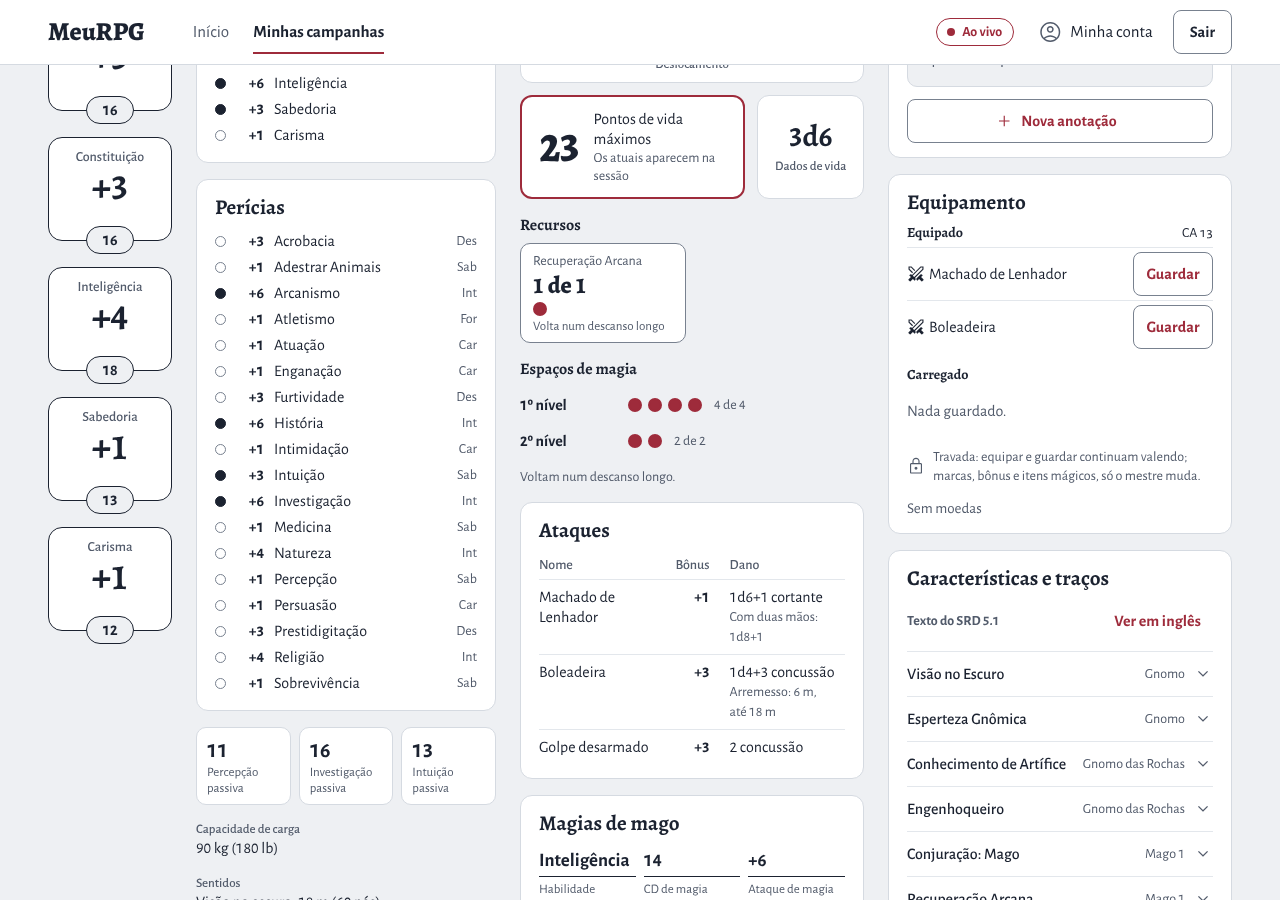 MeuRPG
Início
Minhas campanhas
Ao vivo
Minha conta
Sair
16
Constituição
+3
16
Inteligência
+4
18
Sabedoria
+1
13
Carisma
+1
12
+6 Inteligência
+3 Sabedoria
+1 Carisma
Perícias
+3 Acrobacia Des
+1 Adestrar Animais Sab
+6 Arcanismo Int
+1 Atletismo For
+1 Atuação Car
+1 Enganação Car
+3 Furtividade Des
+6 História Int
+1 Intimidação Car
+3 Intuição Sab
+6 Investigação Int
+1 Medicina Sab
+4 Natureza Int
+1 Percepção Sab
+1 Persuasão Car
+3 Prestidigitação Des
+4 Religião Int
+1 Sobrevivência Sab
11
Percepção
passiva
16
Investigação
passiva
13
Intuição
passiva
Capacidade de carga
90 kg (180 lb)
Sentidos
Deslocamento
23
Pontos de vida
máximos
Os atuais aparecem na
sessão
3d6
Dados de vida
Recursos
Recuperação Arcana
1 de 1
Volta num descanso longo
Espaços de magia
1º nível 4 de 4
2º nível 2 de 2
Voltam num descanso longo.
Ataques
Nome Bônus Dano
Machado de
Lenhador
+1
1d6+1 cortante
Com duas mãos:
1d8+1
Boleadeira
+3
1d4+3 concussão
Arremesso: 6 m,
até 18 m
Golpe desarmado +3 2 concussão
Magias de mago
Inteligência 14 +6
Habilidade CD de magia Ataque de magia
Nova anotação
Equipamento
Equipado CA 13
Machado de Lenhador Guardar
Boleadeira Guardar
Carregado
Nada guardado.
Travada: equipar e guardar continuam valendo;
marcas, bônus e itens mágicos, só o mestre muda.
Sem moedas
Características e traços
Texto do SRD 5.1 Ver em inglês
Visão no Escuro Gnomo
Esperteza Gnômica Gnomo
Conhecimento de Artífice Gnomo das Rochas
Engenhoqueiro Gnomo das Rochas
Conjuração: Mago Mago 1
Recuperação Arcana Mago 1